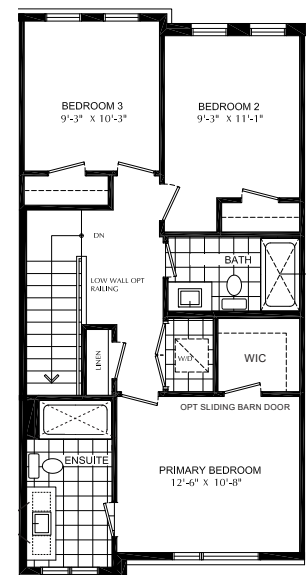 BEDROOM 3
9'-3" X 10'-3"
BEDROOM 2
9'-3" X 11'-1"
DN
BATH
LOW WALL OPT
RAILING
LINEN
W/D
WIC
OPT SLIDING BARN DOOR
ENSUITE
PRIMARY BEDROOM
12'-6" X 10'-8"